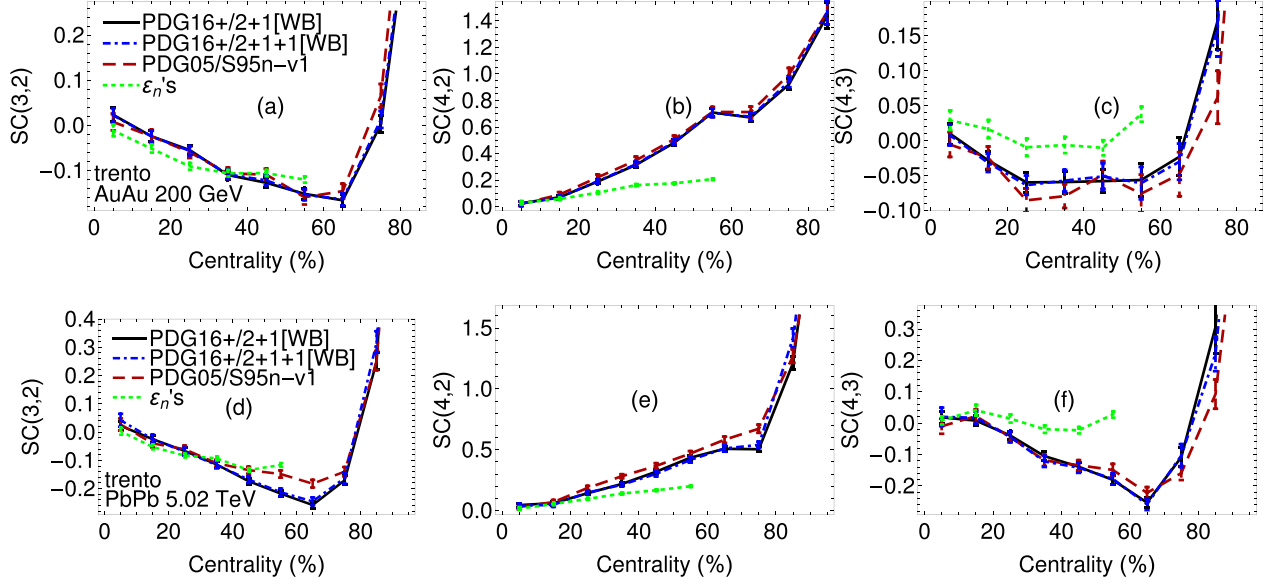 PDG16+/2+1[WB]
PDG16+/2+1+1[WB]
PDG05/S95n-v1
εn's
(a)
trento
AuAu 200 GeV
SC(3,2)
0.2
0.1
0.0
-0.1
0 20 40 60 80
Centrality (%)
(b)
SC(4,2)
1.4
1.2
1.0
0.8
0.6
0.4
0.2
0.0
0 20 40 60 80
Centrality (%)
(c)
SC(4,3)
0.15
0.10
0.05
0.00
-0.05
-0.10
0 20 40 60 80
Centrality (%)
PDG16+/2+1[WB]
PDG16+/2+1+1[WB]
PDG05/S95n-v1
εn's
(d)
trento
PbPb 5.02 TeV
SC(3,2)
0.4
0.3
0.2
0.1
0.0
-0.1
-0.2
0 20 40 60 80
Centrality (%)
(e)
SC(4,2)
1.5
1.0
0.5
0.0
0 20 40 60 80
Centrality (%)
(f)
SC(4,3)
0.3
0.2
0.1
0.0
-0.1
-0.2
0 20 40 60 80
Centrality (%)